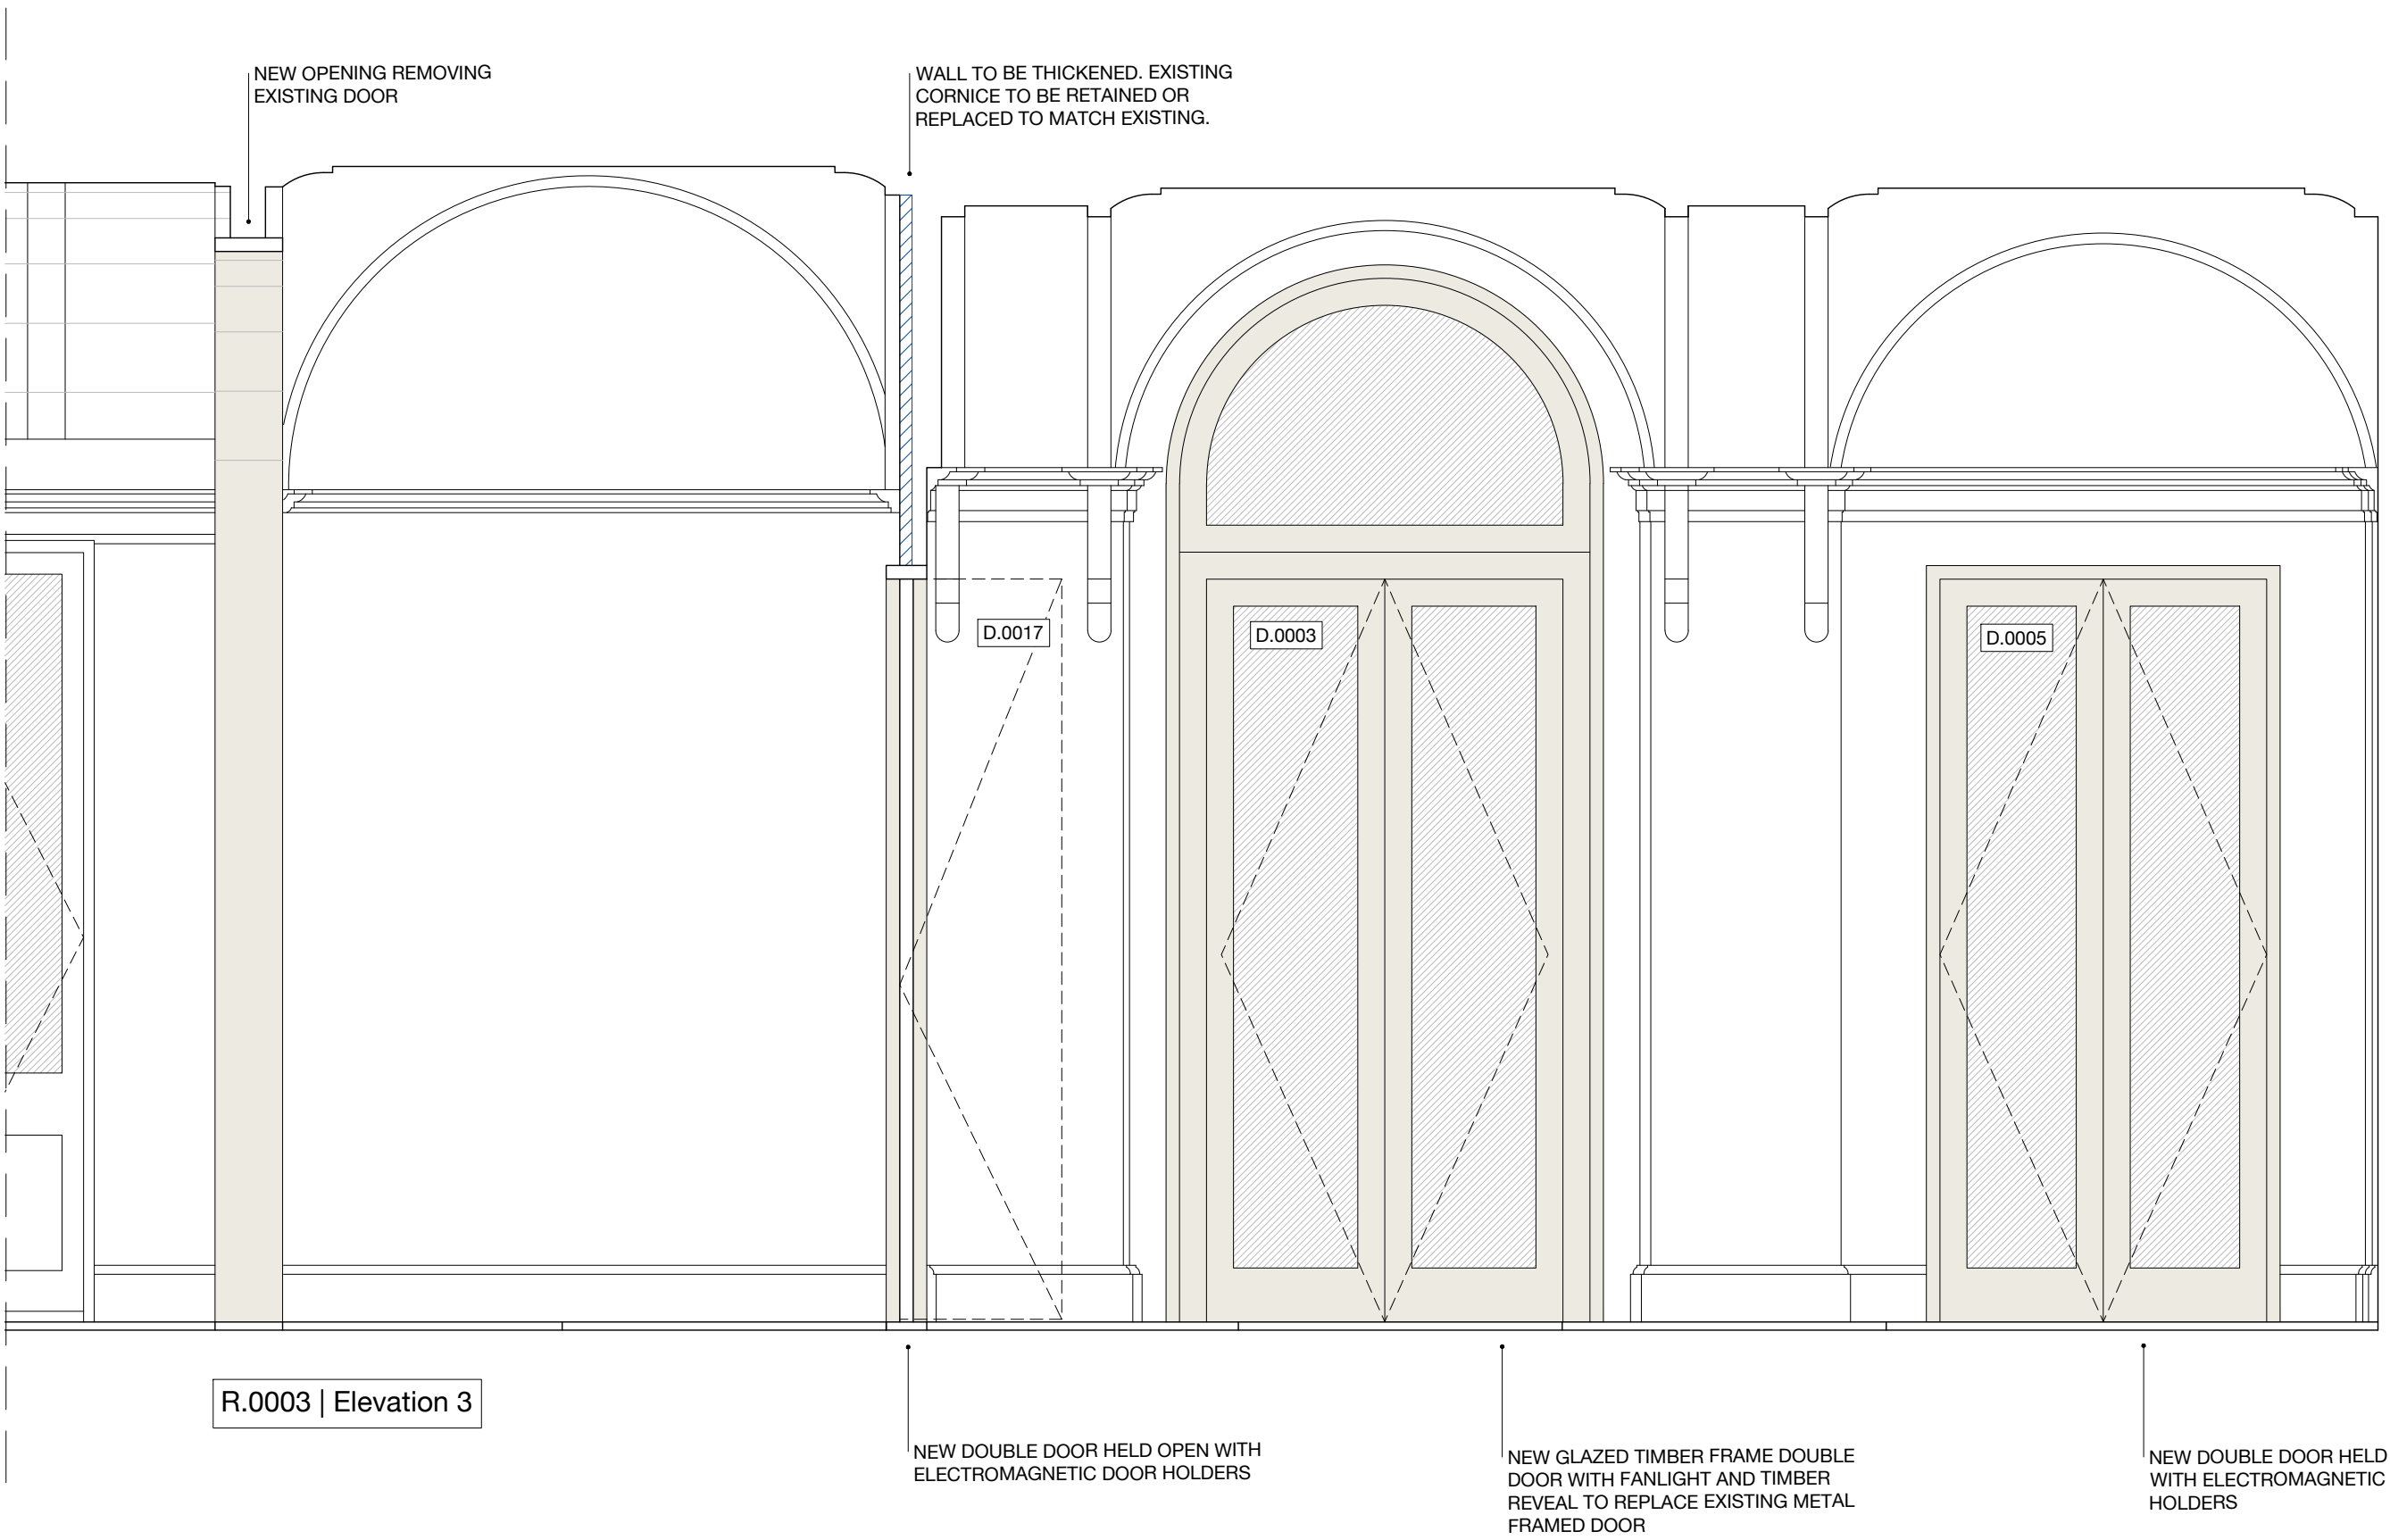 NEW OPENING REMOVING
EXISTING DOOR
WALL TO BE THICKENED. EXISTING
CORNICE TO BE RETAINED OR
REPLACED TO MATCH EXISTING.
D.0017
D.0003
D.0005
R.0003 | Elevation 3
NEW DOUBLE DOOR HELD OPEN WITH
ELECTROMAGNETIC DOOR HOLDERS
NEW GLAZED TIMBER FRAME DOUBLE
DOOR WITH FANLIGHT AND TIMBER
REVEAL TO REPLACE EXISTING METAL
FRAMED DOOR
NEW DOUBLE DOOR HELD
WITH ELECTROMAGNETIC
HOLDERS